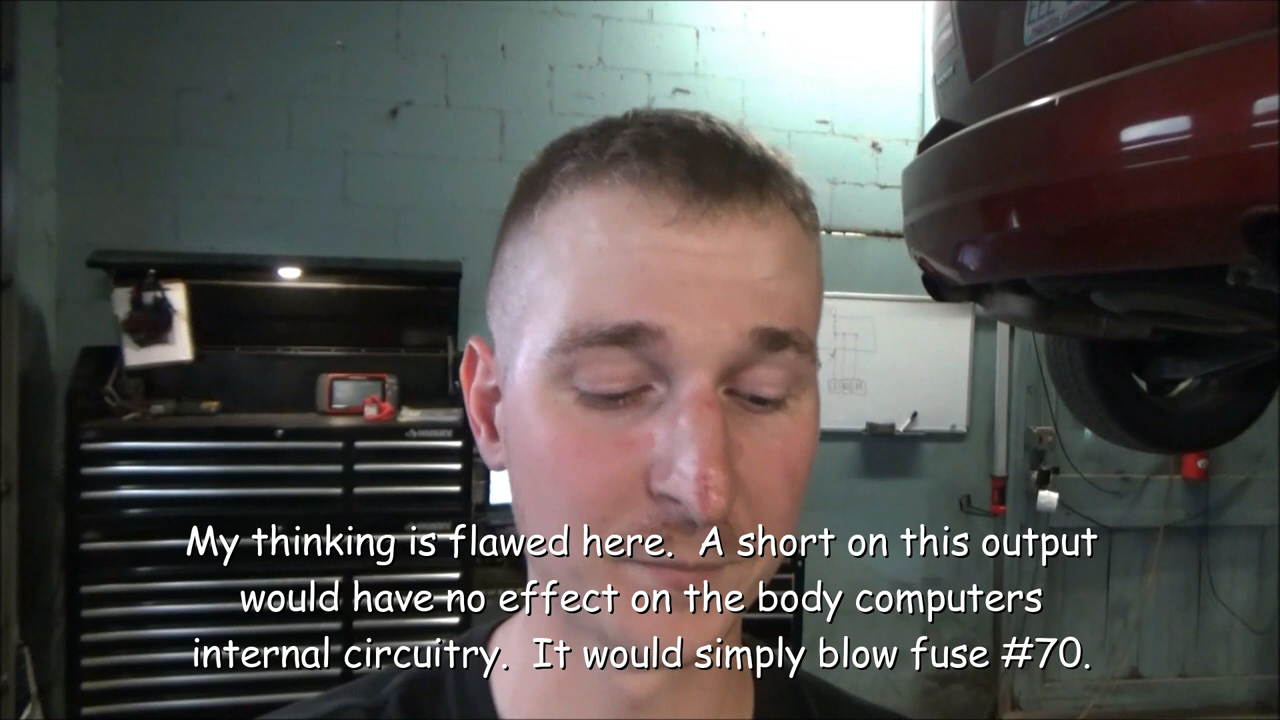 My thinking is flawed here. A short on this output
would have no effect on the body computers
internal circuitry. It would simply blow fuse #70.